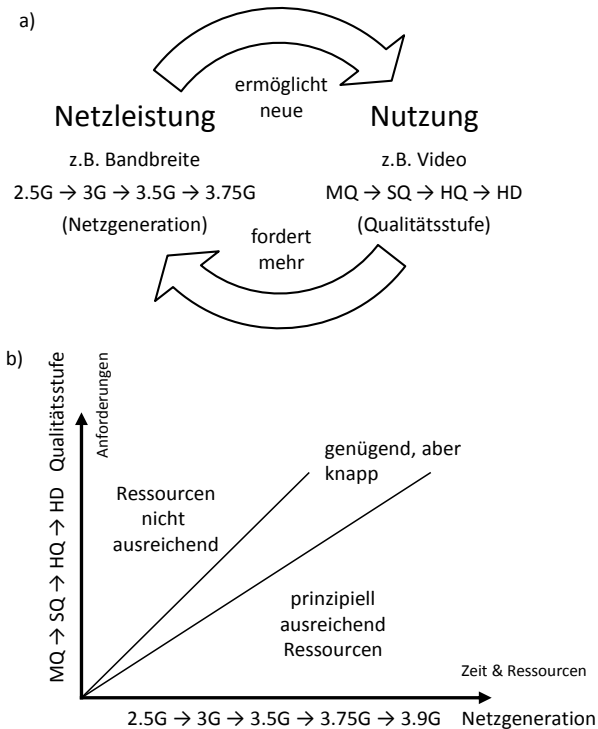 a)
ermöglicht
neue
Netzleistung
Nutzung
z.B. Bandbreite
z.B. Video
2.5G → 3G → 3.5G → 3.75G
MQ → SQ → HQ → HD
(Netzgeneration)
(Qualitätsstufe)
fordert
mehr
b)
Qualitätsstufe
Anforderungen
MQ → SQ → HQ → HD
genügend, aber
knapp
Ressourcen
nicht
ausreichend
prinzipiell
ausreichend
Ressourcen
Zeit & Ressourcen
2.5G → 3G → 3.5G → 3.75G → 3.9G
Netzgeneration